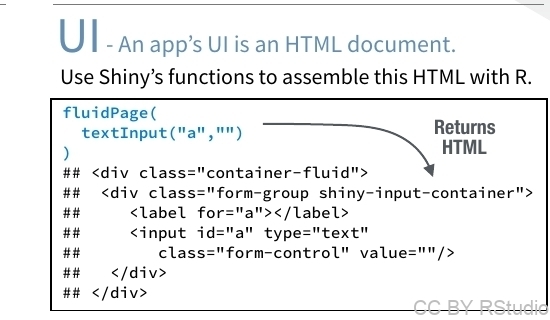 UI - An app's UI is an HTML document.
Use Shiny's functions to assemble this HTML with R.
fluidPage(
  textInput("a","")
)
Returns
HTML
## <div class="container-fluid">
##   <div class="form-group shiny-input-container">
##     <label for="a"></label>
##     <input id="a" type="text"
##        class="form-control" value=""/>
##   </div>
## </div>
CC BY RStudio